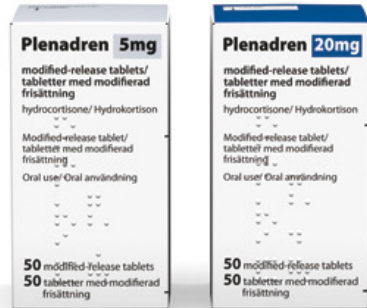 Plenadren 5mg
modified-release tablets/
tabletter med modifierad
frisättning
hydrocortisone/ Hydrokortison
Modified-release tablet/
tabletter med modifierad
frisättning
Oral use/ Oral användning
50 modified-release tablets
50 tabletter med modifierad
frisättning
Plenadren 20mg
modified-release tablets/
tabletter med modifierad
frisättning
hydrocortisone/ Hydrokortison
Modified-release tablet/
tabletter med modifierad
frisättning
Oral use/ Oral användning
50 modified-release tablets
50 tabletter med modifierad
frisättning